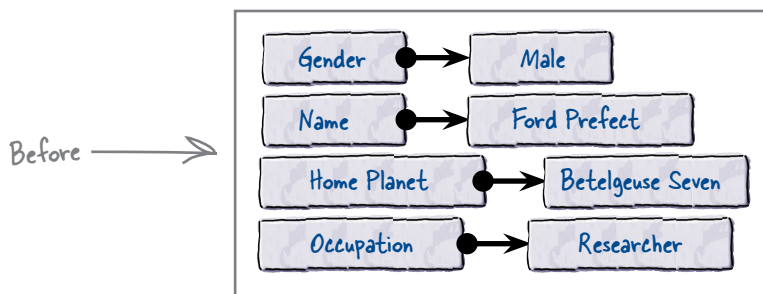 Gender Male
Name Ford Prefect
Before
Home Planet Betelgeuse Seven
Occupation Researcher